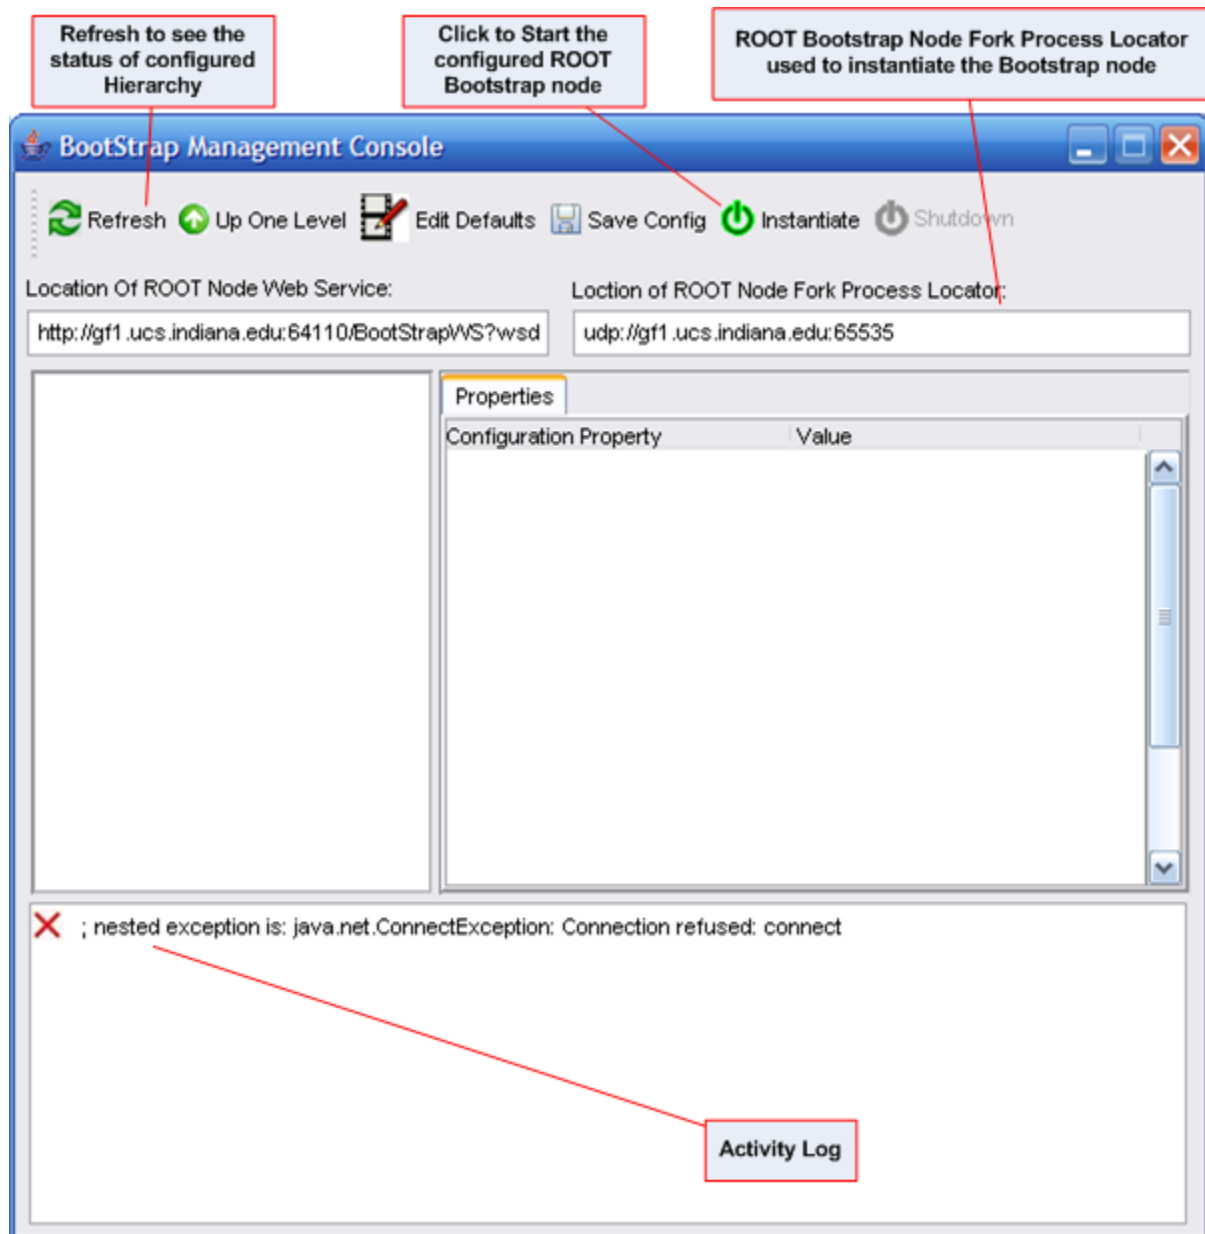 Refresh to see the
status of configured
Hierarchy
Click to Start the
configured ROOT
Bootstrap node
ROOT Bootstrap Node Fork Process Locator
used to instantiate the Bootstrap node
BootStrap Management Console
Refresh Up One Level Edit Defaults Save Config Instantiate Shutdown
Location Of ROOT Node Web Service:
Loction of ROOT Node Fork Process Locator:
http://gf1.ucs.indiana.edu:64110/BootStrapWS?wsd
udp://gf1.ucs.indiana.edu:65535
Properties
Configuration Property Value
; nested exception is: java.net.ConnectException: Connection refused: connect
Activity Log